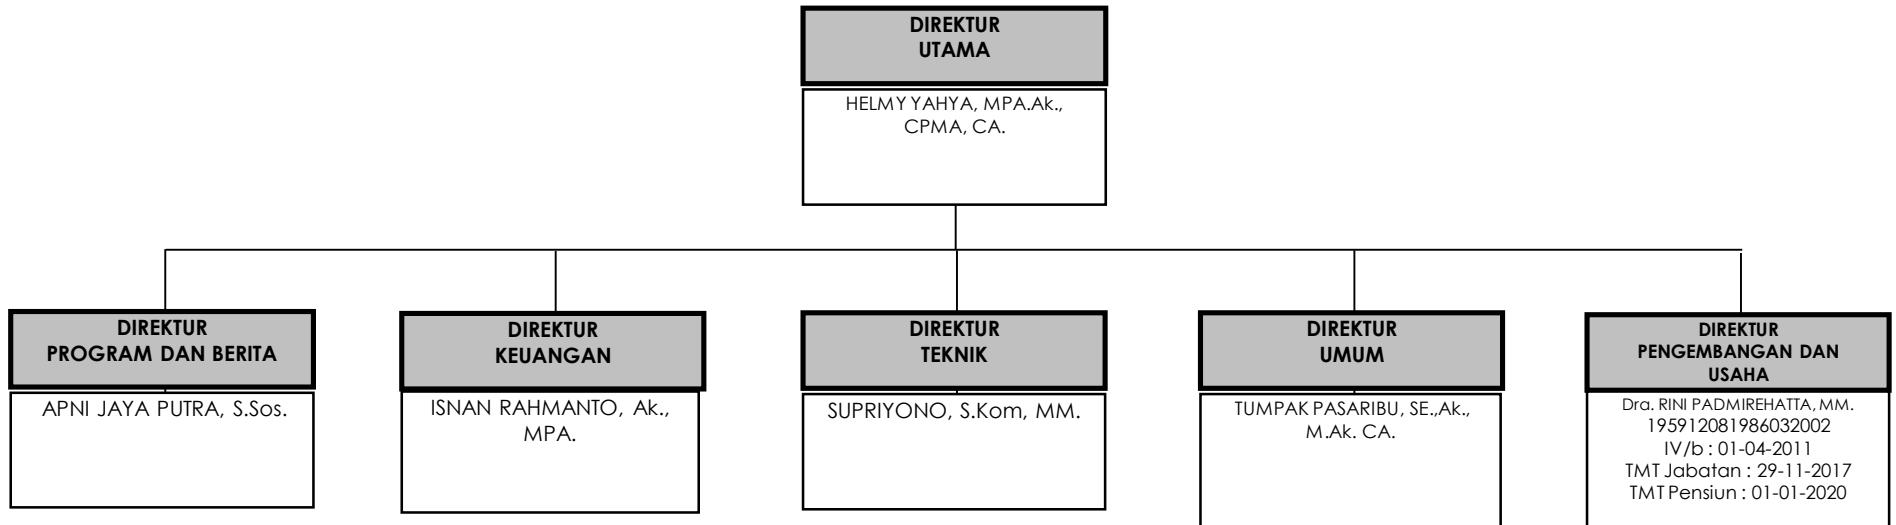 DIREKTUR
UTAMA
HELMY YAHYA, MPA.Ak.,
CPMA, CA.
DIREKTUR
PROGRAM DAN BERITA
APNI JAYA PUTRA, S.Sos.
DIREKTUR
KEUANGAN
ISNAN RAHMANTO, Ak.,
MPA.
DIREKTUR
TEKNIK
SUPRIYONO, S.Kom, MM.
DIREKTUR
UMUM
TUMPAK PASARIBU, SE.,Ak.,
M.Ak. CA.
DIREKTUR
PENGEMBANGAN DAN
USAHA
Dra. RINI PADMIREHATTA, MM.
195912081986032002
IV/b : 01-04-2011
TMT Jabatan : 29-11-2017
TMT Pensiun : 01-01-2020